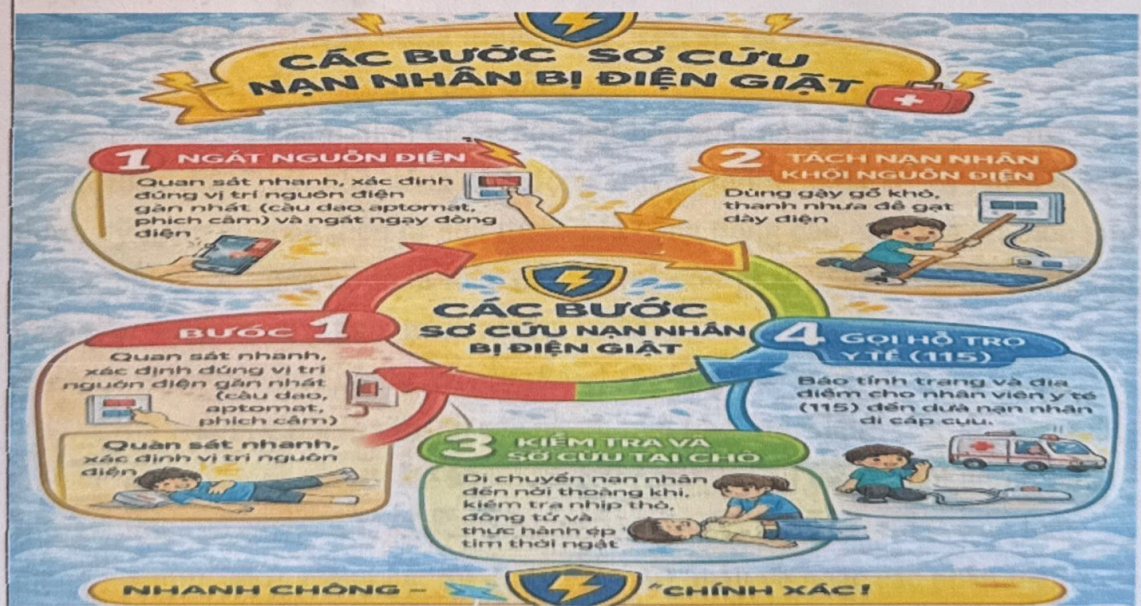 CÁC BƯỚC SƠ CỨU
NẠN NHÂN BỊ ĐIỆN GIẬT
1 NGẮT NGUỒN ĐIỆN
Quan sát nhanh, xác định
đúng vị trí nguồn điện
gần nhất (cầu dao, aptomat,
phích cắm) và ngắt ngay dòng
điện
2 TÁCH NẠN NHÂN
KHỎI NGUỒN ĐIỆN
Dùng gậy gỗ khô,
thanh nhựa để gạt
dây điện
CÁC BƯỚC
SƠ CỨU NẠN NHÂN
BỊ ĐIỆN GIẬT
BƯỚC 1
Quan sát nhanh,
xác định đúng vị trí
nguồn điện gần nhất
(cầu dao,
aptomat,
phích cắm)
Quàn sát nhanh,
xác định vị trí nguồn
điện
4 GỌI HỖ TRỢ
Y TẾ (115)
Báo tình trạng và địa
điểm cho nhân viên y tế
(115) đến đưa nạn nhân
đi cấp cứu.
3 KIỂM TRA VÀ
SƠ CỨU TẠI CHỖ
Di chuyển nạn nhân
đến nơi thoáng khí,
kiểm tra nhịp thở,
đồng tử và
thực hành ép
tim thổi ngạt
NHANH CHÓNG – "CHÍNH XÁC!